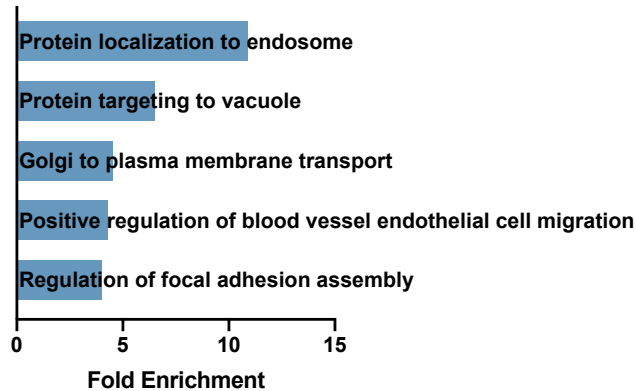 Protein localization to endosome
Protein targeting to vacuole
Golgi to plasma membrane transport
Positive regulation of blood vessel endothelial cell migration
Regulation of focal adhesion assembly
0 5 10 15
Fold Enrichment